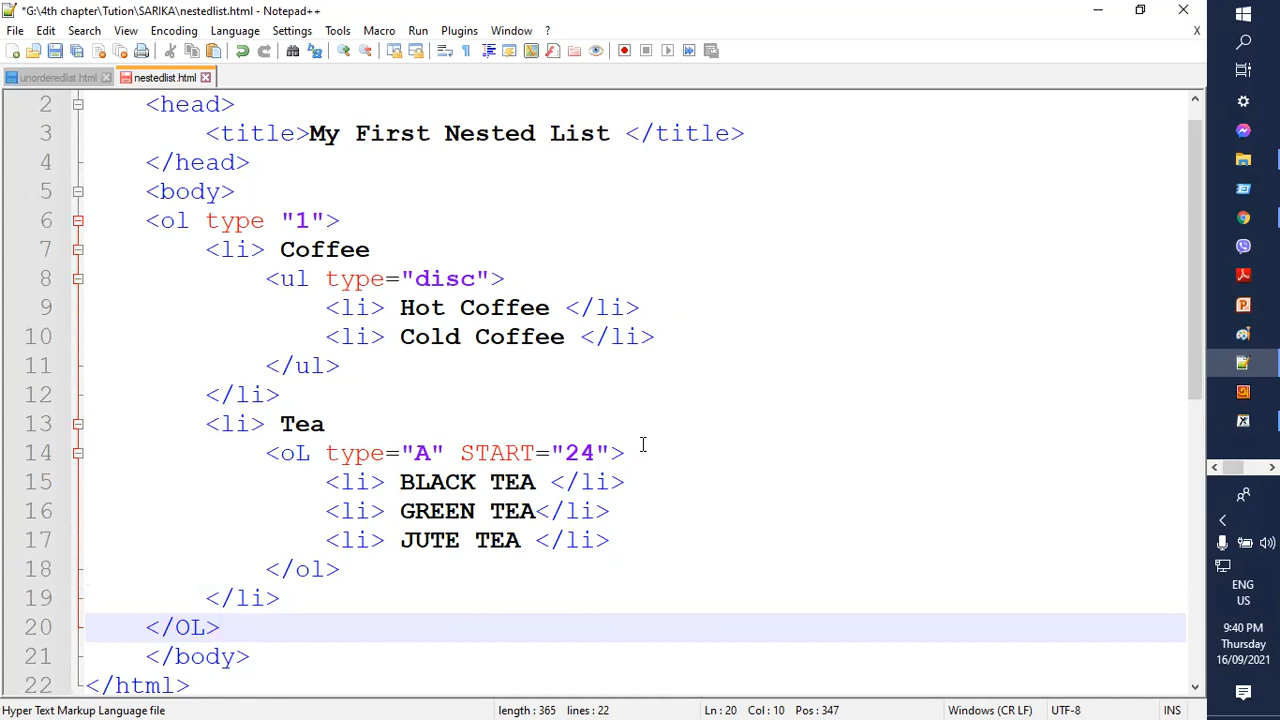 *G:\4th chapter\Tution\SARIKA\nestedlist.html - Notepad++
File Edit Search View Encoding Language Settings Tools Macro Run Plugins Window ? X
unorderedlist.html nestedlist.html
2 <head>
3 <title>My First Nested List </title>
4 </head>
5 <body>
6 <ol type "1">
7 <li> Coffee
8 <ul type="disc">
9 <li> Hot Coffee </li>
10 <li> Cold Coffee </li>
11 </ul>
12 </li>
13 <li> Tea
14 <oL type="A" START="24">
15 <li> BLACK TEA </li>
16 <li> GREEN TEA</li>
17 <li> JUTE TEA </li>
18 </ol>
19 </li>
20 </OL>
21 </body>
22 </html>
Hyper Text Markup Language file length : 365 lines : 22 Ln : 20 Col : 10 Pos : 347 Windows (CR LF) UTF-8 INS
ENG
US
9:40 PM
Thursday
16/09/2021